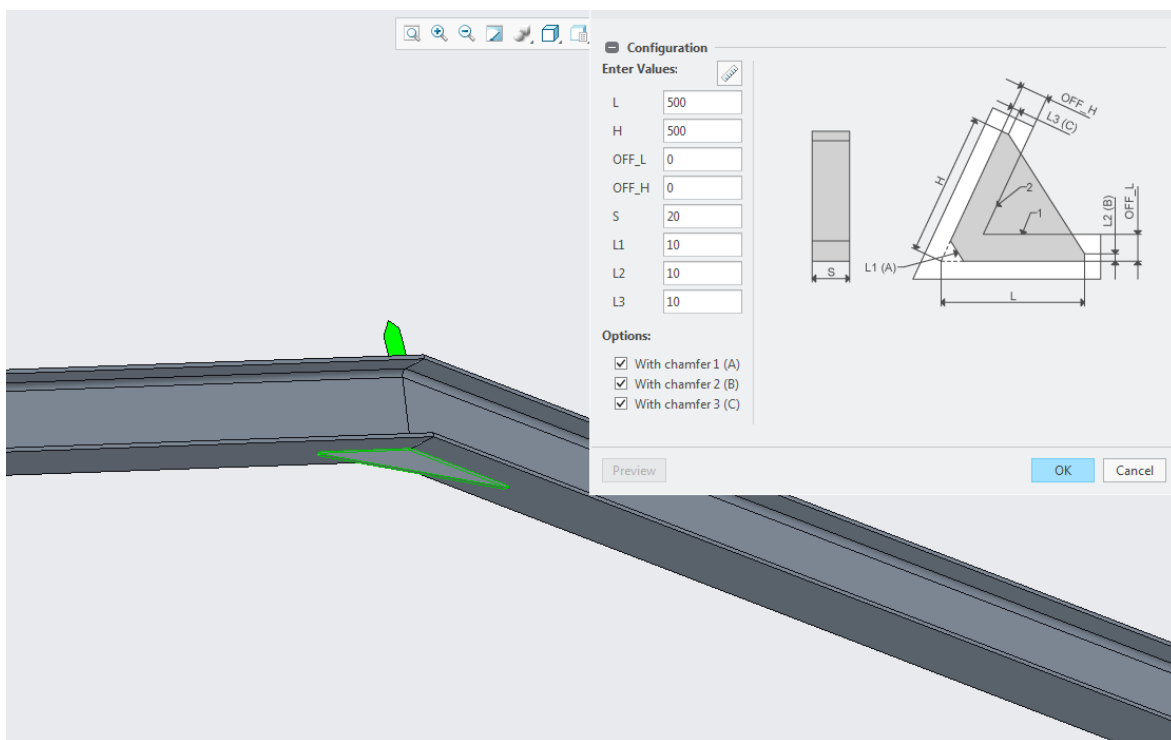 Configuration
Enter Values:
L 500
H 500
OFF_L 0
OFF_H 0
S 20
L1 10
L2 10
L3 10
Options:
With chamfer 1 (A)
With chamfer 2 (B)
With chamfer 3 (C)
OFF_H
L3 (C)
H
2
1
L2 (B)
OFF_L
L1 (A)
S
L
Preview
OK Cancel